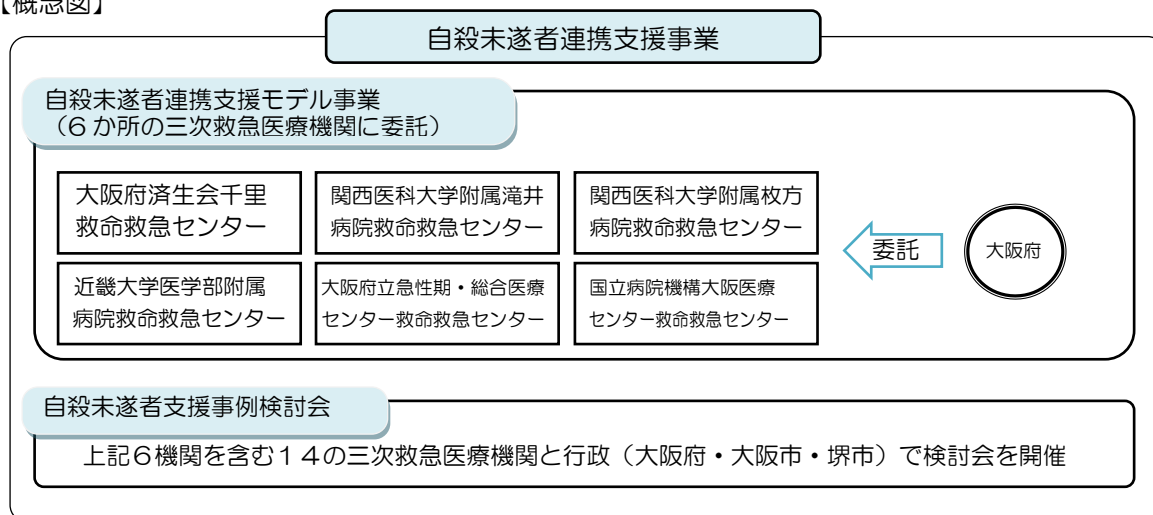 【概念図】
自殺未遂者連携支援事業
自殺未遂者連携支援モデル事業
（6か所の三次救急医療機関に委託）
大阪府済生会千里
救命救急センター
関西医科大学附属滝井
病院救命救急センター
関西医科大学附属枚方
病院救命救急センター
近畿大学医学部附属
病院救命救急センター
大阪府立急性期・総合医療
センター救命救急センター
国立病院機構大阪医療
センター救命救急センター
委託
大阪府
自殺未遂者支援事例検討会
上記６機関を含む１４の三次救急医療機関と行政（大阪府・大阪市・堺市）で検討会を開催